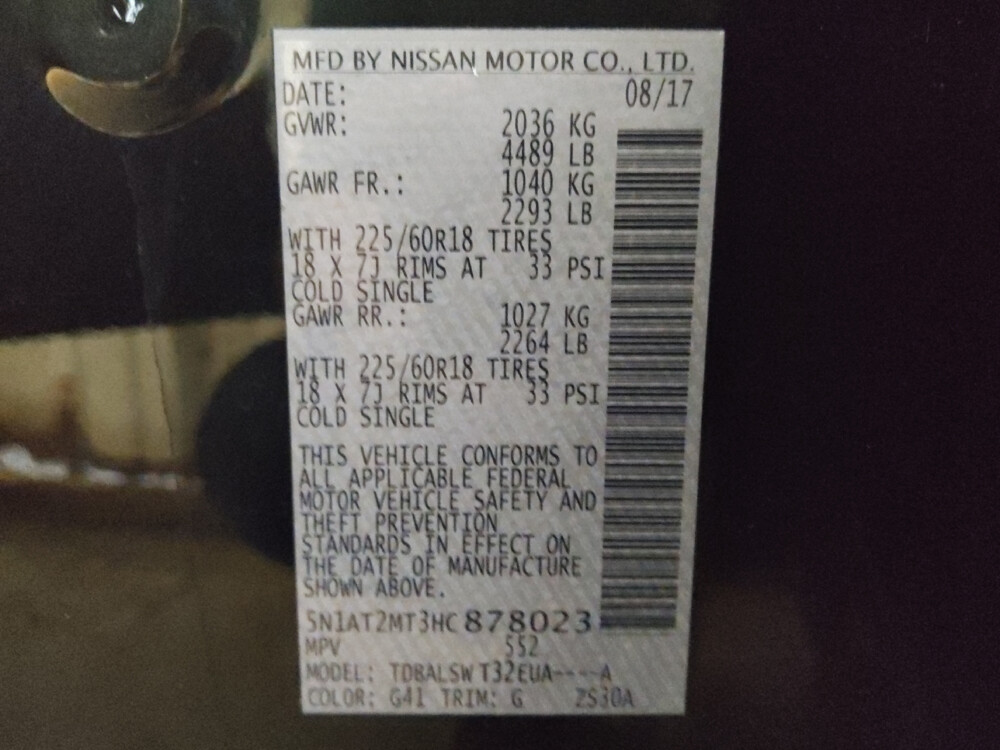 MFD BY NISSAN MOTOR CO., LTD.
DATE: 08/17
GVWR: 2036 KG
4489 LB
GAWR FR.: 1040 KG
2293 LB
WITH 225/60R18 TIRES
18 X 7J RIMS AT 33 PSI
COLD SINGLE
GAWR RR.: 1027 KG
2264 LB
WITH 225/60R18 TIRES
18 X 7J RIMS AT 33 PSI
COLD SINGLE
THIS VEHICLE CONFORMS TO
ALL APPLICABLE FEDERAL
MOTOR VEHICLE SAFETY AND
THEFT PREVENTION
STANDARDS IN EFFECT ON
THE DATE OF MANUFACTURE
SHOWN ABOVE.
5N1AT2MT3HC878023
MPV 552
MODEL: TDBALSW T32EUA----A
COLOR: G41 TRIM: G ZS30A